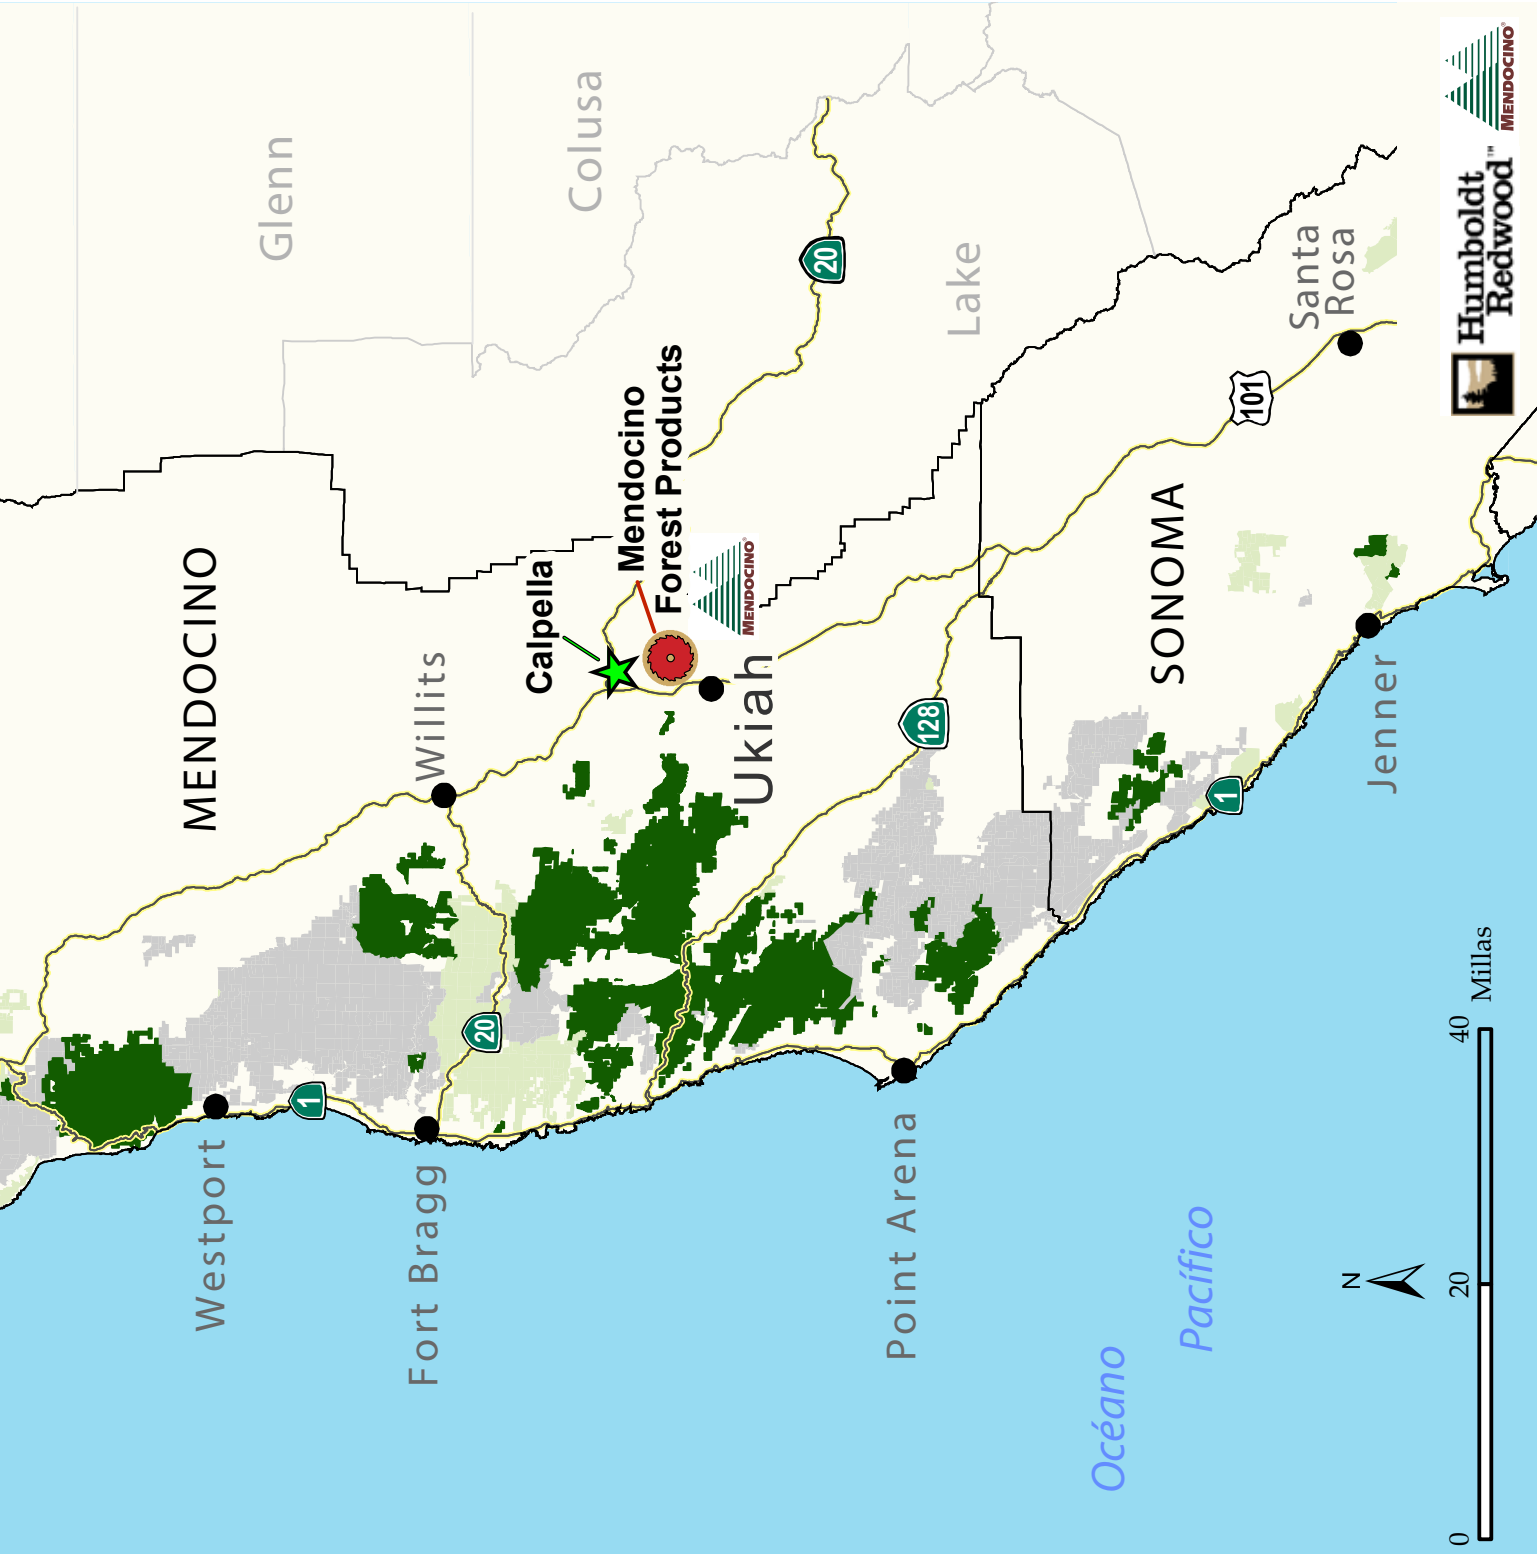 Glenn
Colusa
Lake
MENDOCINO
Willits
Calpella
Mendocino
Forest Products
MENDOCINO®
Ukiah
20
128
101
Santa
Rosa
SONOMA
Westport
1
Fort Bragg
20
Point Arena
1
Jenner
Océano
Pacífico
N
0
20
40
Millas
Humboldt
Redwood™
MENDOCINO®